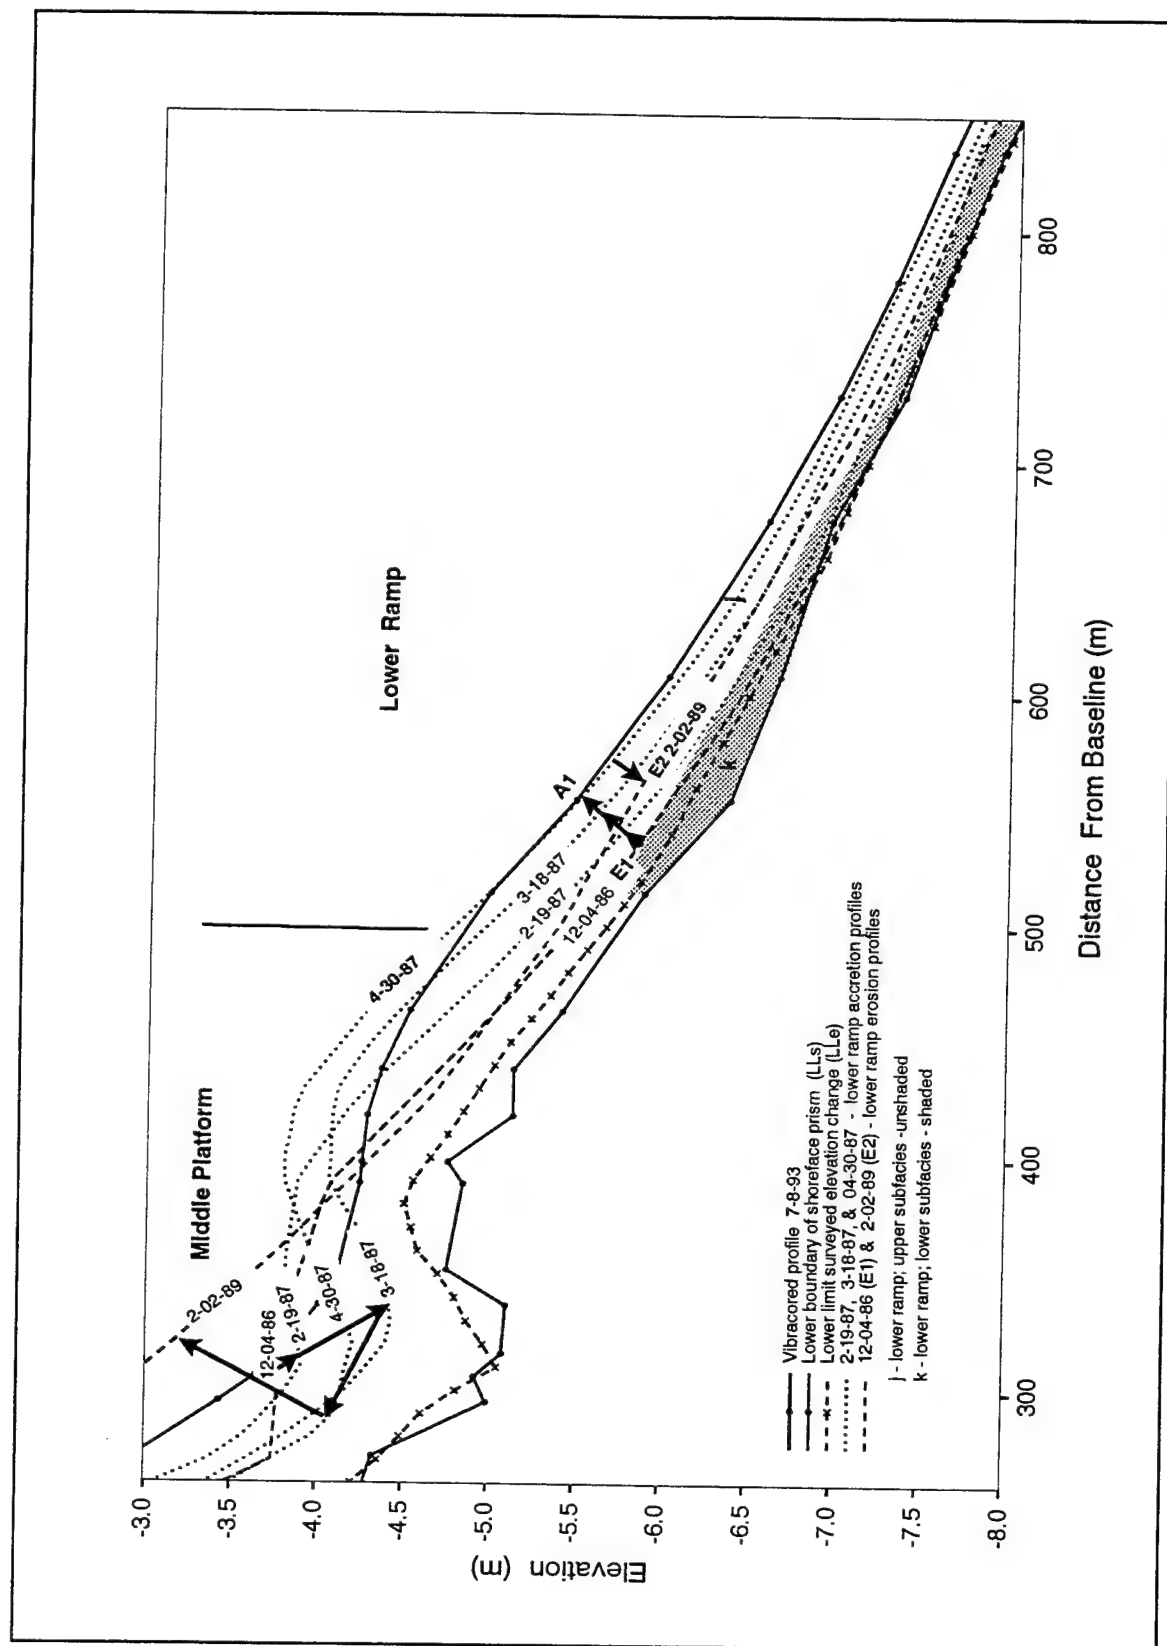 Middle Platform
Lower Ramp
2-02-89
12-04-86
2-19-87
4-30-87
3-18-87
4-30-87
3-18-87
2-19-87
12-04-86
A1
E1
E2 2-02-89
j
k
Vibracored profile 7-8-93
Lower boundary of shoreface prism (LLs)
Lower limit surveyed elevation change (LLe)
2-19-87, 3-18-87, & 04-30-87 - lower ramp accretion profiles
12-04-86 (E1) & 2-02-89 (E2) - lower ramp erosion profiles
j - lower ramp; upper subfacies -unshaded
k - lower ramp; lower subfacies - shaded
-3.0
-3.5
-4.0
-4.5
-5.0
-5.5
-6.0
-6.5
-7.0
-7.5
-8.0
Elevation (m)
300
400
500
600
700
800
Distance From Baseline (m)